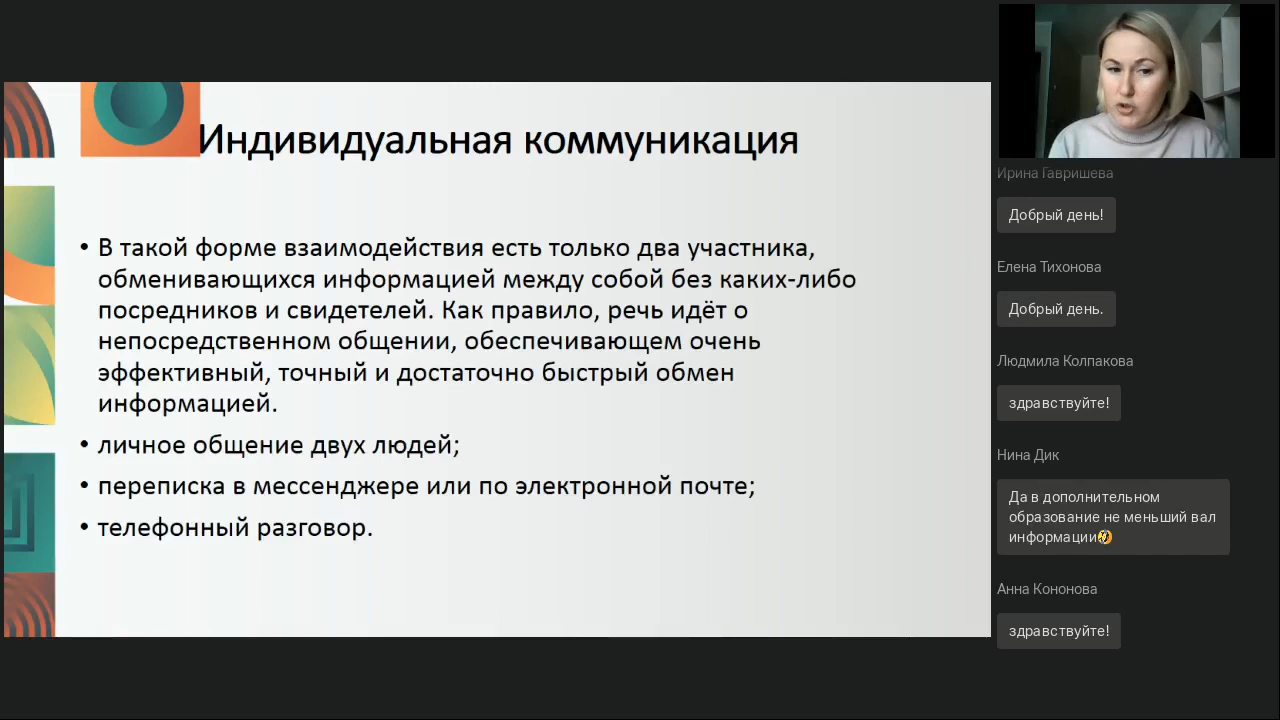 Индивидуальная коммуникация
• В такой форме взаимодействия есть только два участника,
обменивающихся информацией между собой без каких-либо
посредников и свидетелей. Как правило, речь идёт о
непосредственном общении, обеспечивающем очень
эффективный, точный и достаточно быстрый обмен
информацией.
• личное общение двух людей;
• переписка в мессенджере или по электронной почте;
• телефонный разговор.
Ирина Гавришева
Добрый день!
Елена Тихонова
Добрый день.
Людмила Колпакова
здравствуйте!
Нина Дик
Да в дополнительном
образование не меньший вал
информации🤣
Анна Кононова
здравствуйте!